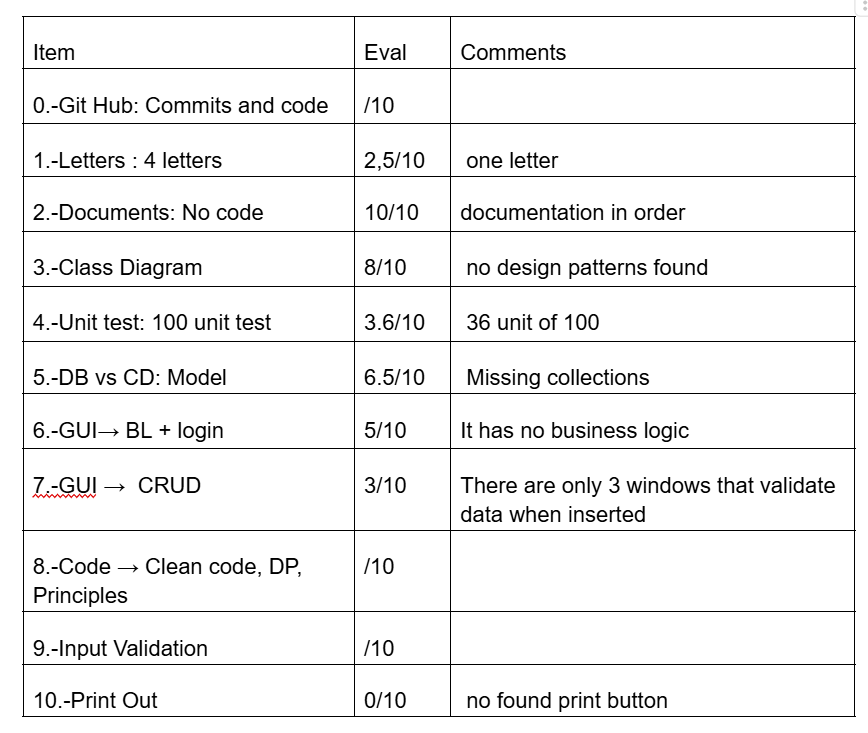 Item Eval Comments
0.-Git Hub: Commits and code /10
1.-Letters : 4 letters 2,5/10 one letter
2.-Documents: No code 10/10 documentation in order
3.-Class Diagram 8/10 no design patterns found
4.-Unit test: 100 unit test 3.6/10 36 unit of 100
5.-DB vs CD: Model 6.5/10 Missing collections
6.-GUI→ BL + login 5/10 It has no business logic
7.-GUI → CRUD 3/10 There are only 3 windows that validate
data when inserted
8.-Code → Clean code, DP, /10
Principles
9.-Input Validation /10
10.-Print Out 0/10 no found print button